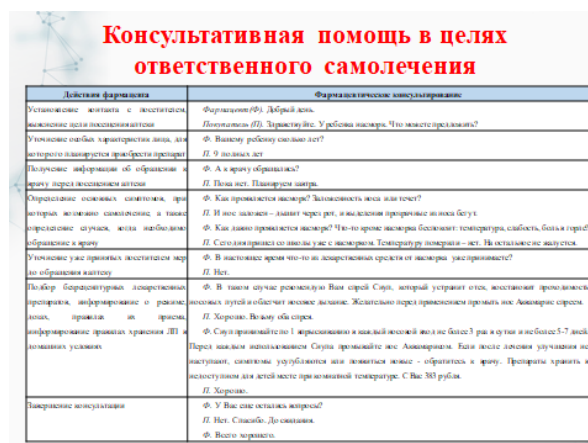 Консультативная помощь в целях
ответственного самолечения
Действия фармацевта
Фармацевтическое консультирование
Установление контакта с посетителем,
выяснение цели посещения аптеки
Фармацевт (Ф). Добрый день.
Покупатель (П). Здравствуйте. У ребенка насморк. Что можете предложить?
Уточнение особых характеристик лица, для
которого планируется приобрести препарат
Ф. Вашему ребенку сколько лет?
П. 9 полных лет
Получение информации об обращении к
врачу перед посещением аптеки
Ф. А к врачу обращались?
П. Пока нет. Планируем завтра.
Определение основных симптомов, при
которых возможно самолечение, а также
определение случаев, когда необходимо
обращение к врачу
Ф. Как проявляется насморк? Заложенность носа или течет?
П. И нос заложен – дышит через рот, и выделения прозрачные из носа бегут.
Ф. Как давно проявляется насморк? Что-то кроме насморка беспокоит: температура, слабость, боль в горле?
П. Сегодня пришел со школы уже с насморком. Температуру померили – нет. На остальное не жалуется.
Уточнение уже принятых посетителем мер
до обращения в аптеку
Ф. В настоящее время что-то из лекарственных средств от насморка уже принимаете?
П. Нет.
Подбор безрецептурных лекарственных
препаратов, информирование о режиме,
дозах, правилах их приема,
информирование правилах хранения ЛП в
домашних условиях
Ф. В таком случае рекомендую Вам спрей Снуп, который устранит отек, восстановит проходимость
носовых путей и облегчит носовое дыхание. Желательно перед применением промыть нос Аквамарис спреем.
П. Хорошо. Возьму оба спрея.
Ф. Снуп принимайте по 1 впрыскиванию в каждый носовой ход не более 3 раз в сутки и не более 5-7 дней.
Перед каждым использованием Снупа промывайте нос Аквамарисом. Если после лечения улучшения не
наступают, симптомы усугубляются или появятся новые - обратитесь к врачу. Препараты хранить в
недоступном для детей месте при комнатной температуре. С Вас 383 рубля.
П. Хорошо.
Завершение консультации
Ф. У Вас еще остались вопросы?
П. Нет. Спасибо. До свидания.
Ф. Всего хорошего.